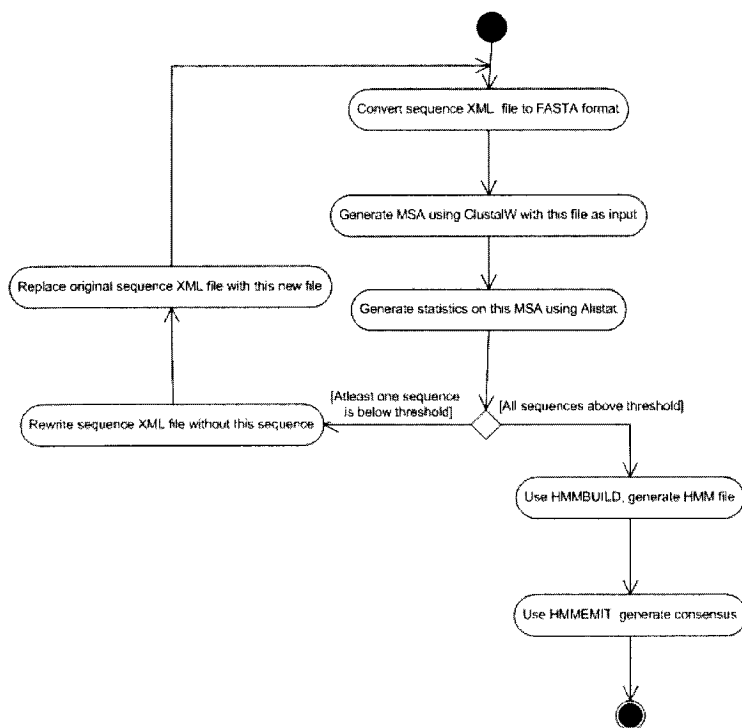 Convert sequence XML file to FASTA format
Generate MSA using ClustalW with this file as input
Replace original sequence XML file with this new file
Generate statistics on this MSA using Alistat
[Atleast one sequence
is below threshold]
[All sequences above threshold]
Rewrite sequence XML file without this sequence
Use HMMBUILD, generate HMM file
Use HMMEMIT generate consensus